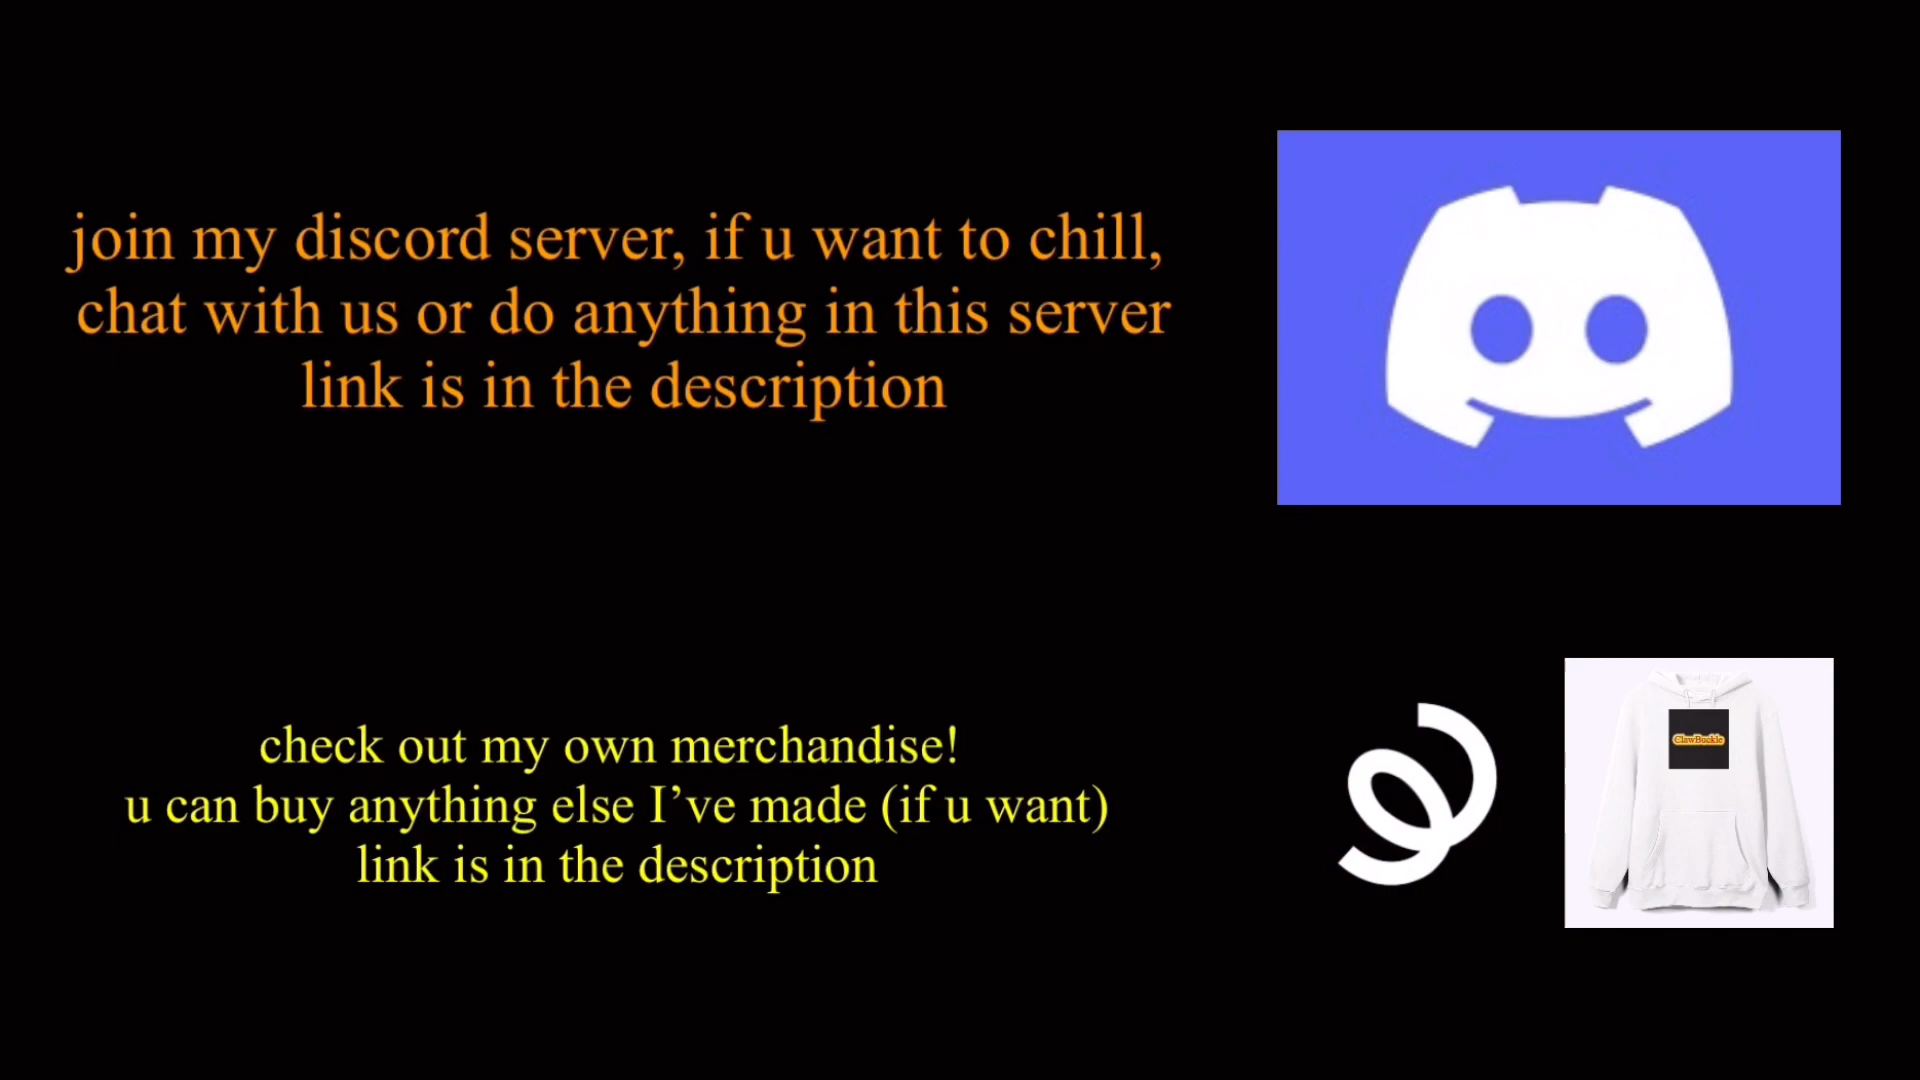 join my discord server, if u want to chill,
chat with us or do anything in this server
link is in the description
check out my own merchandise!
u can buy anything else I’ve made (if u want)
link is in the description
ClawBuckle